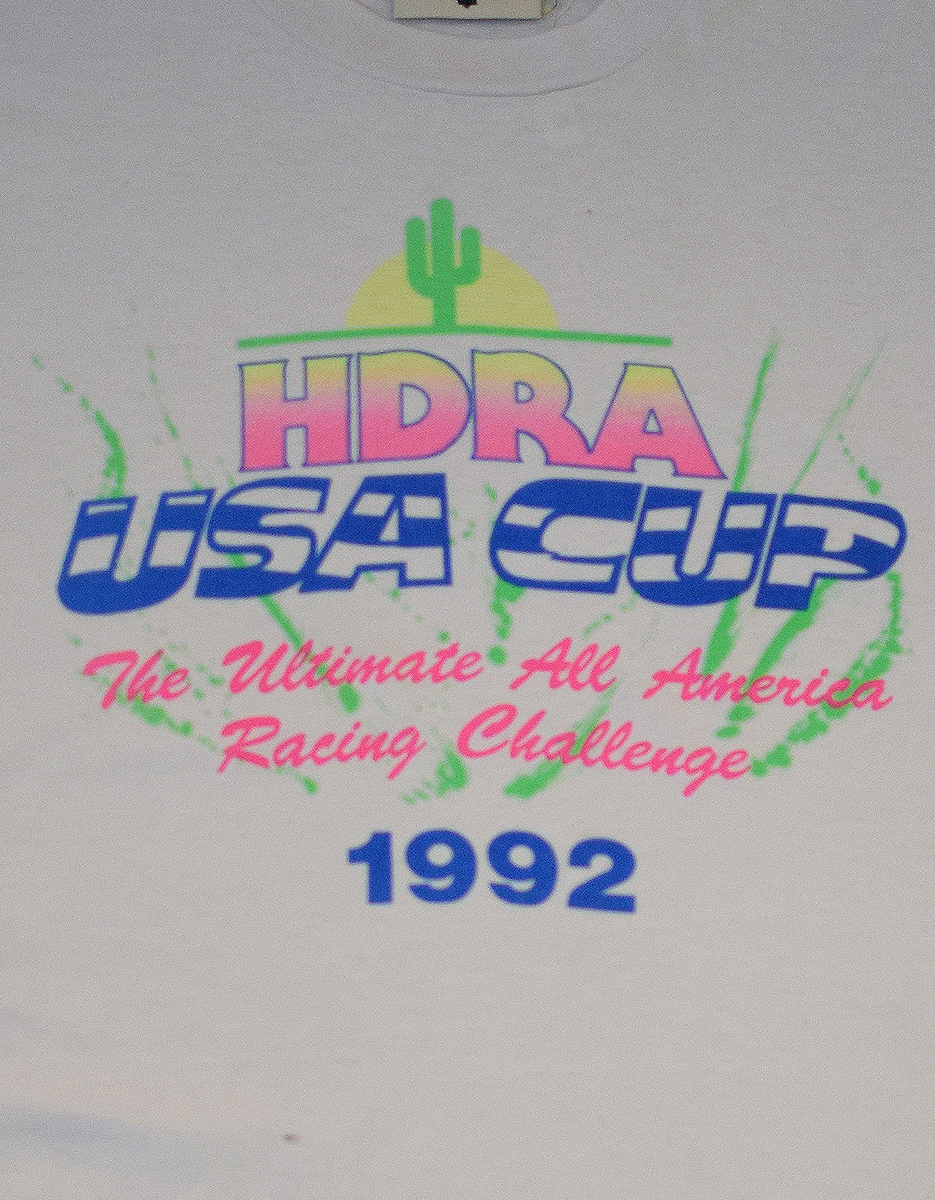 HDRA
USA CUP
The Ultimate All America
Racing Challenge
1992